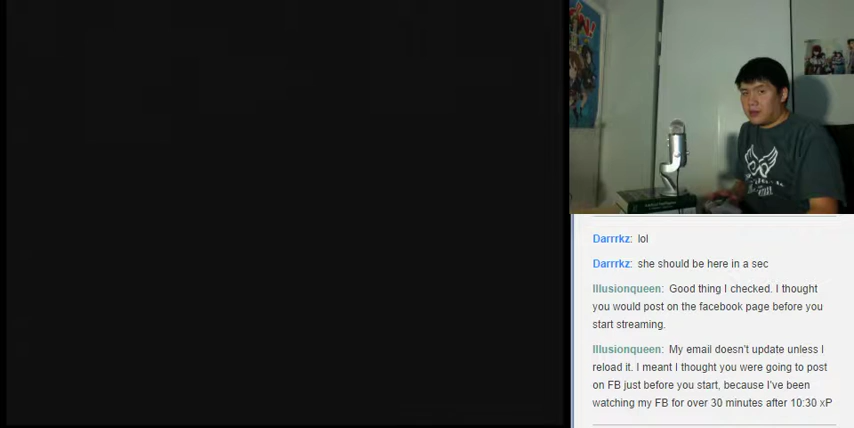 Darrrkz: lol
Darrrkz: she should be here in a sec
Illusionqueen: Good thing I checked. I thought
you would post on the facebook page before you
start streaming.
Illusionqueen: My email doesn't update unless I
reload it. I meant I thought you were going to post
on FB just before you start, because I've been
watching my FB for over 30 minutes after 10:30 xP